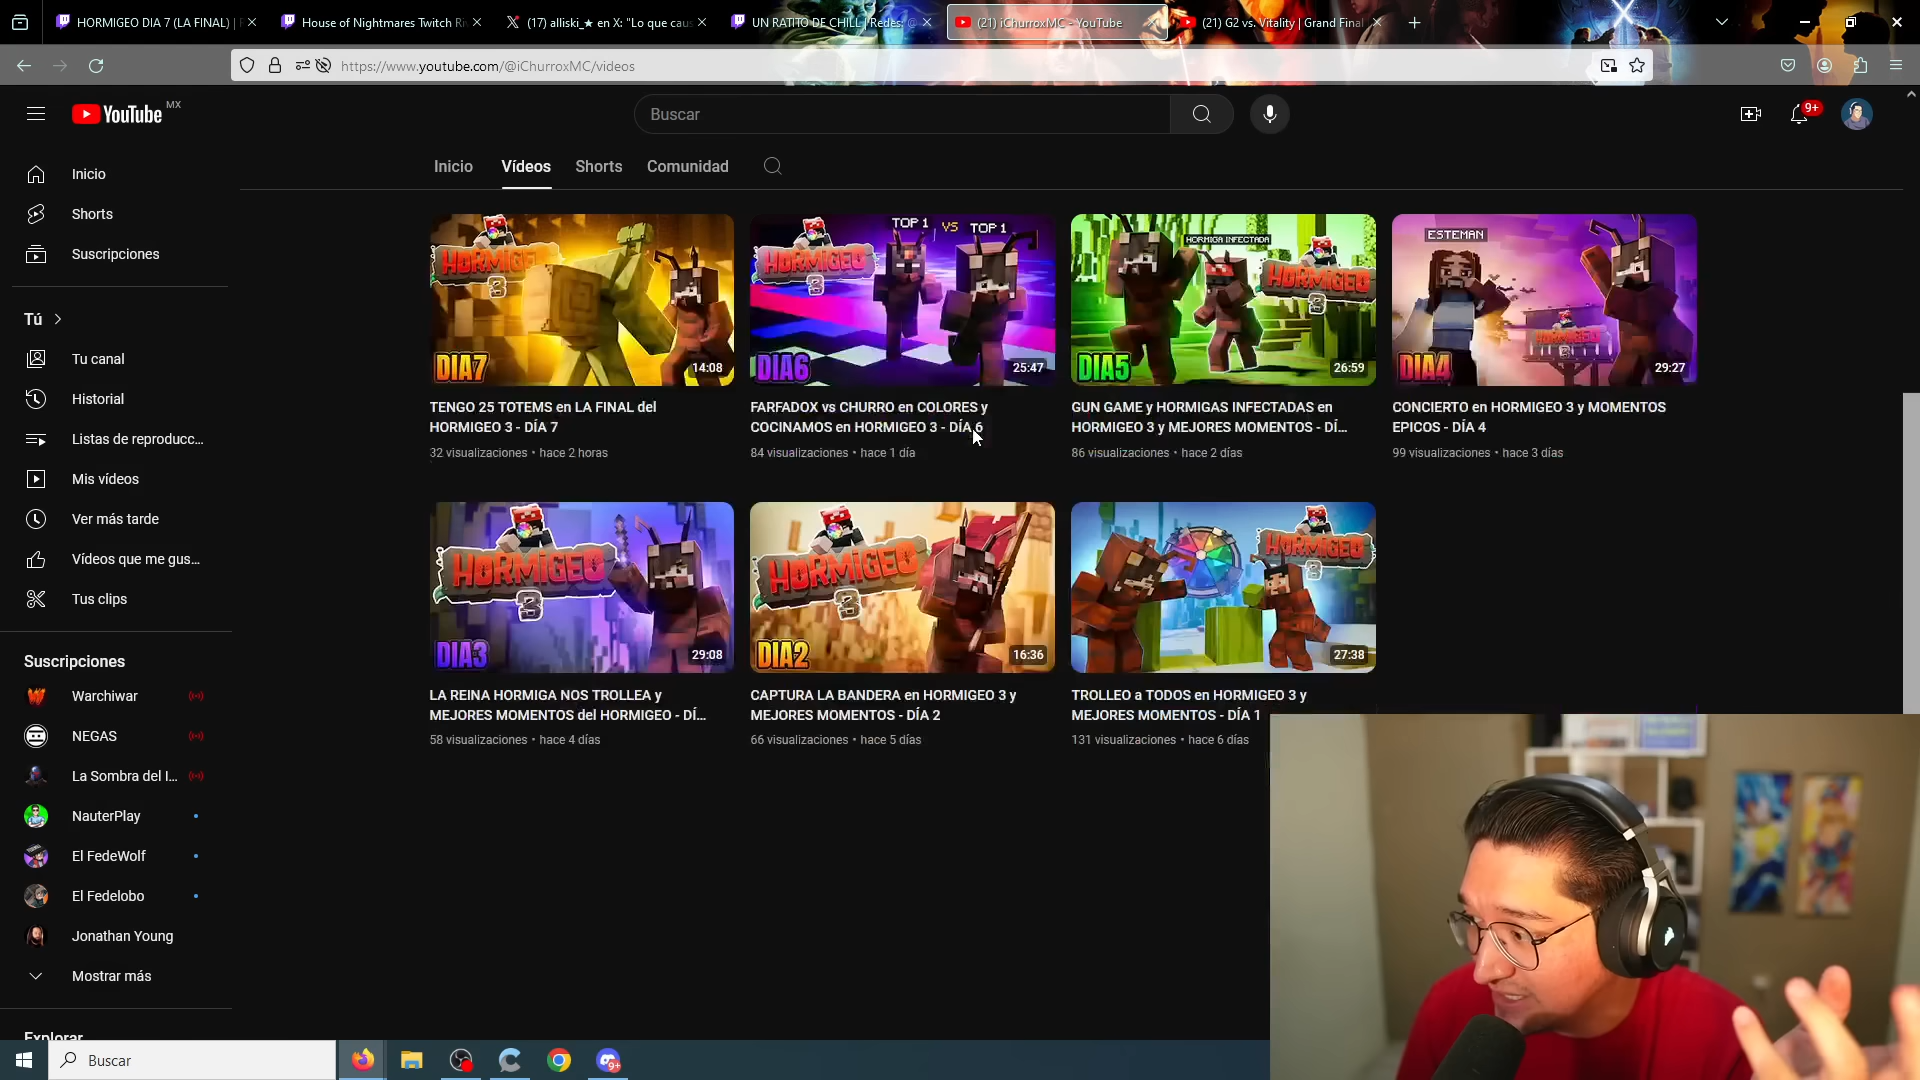 HORMIGEO DIA 7 (LA FINAL) |
House of Nightmares Twitch Ri
(17) alliski_★ en X: "Lo que cau
UN RATITO DE CHILL | Redes: @
(21) iChurroxMC - YouTube
(21) G2 vs. Vitality | Grand Final
https://www.youtube.com/@iChurroxMC/videos
YouTube MX
Buscar
9+
Inicio
Vídeos
Shorts
Comunidad
Inicio
Shorts
Suscripciones
Tú
Tu canal
Historial
Listas de reproducc...
Mis vídeos
Ver más tarde
Vídeos que me gus...
Tus clips
Suscripciones
Warchiwar
NEGAS
La Sombra del I...
NauterPlay
El FedeWolf
El Fedelobo
Jonathan Young
Mostrar más
Explorar
HORMIGEO
3
DIA7
14:08
TENGO 25 TOTEMS en LA FINAL del
HORMIGEO 3 - DÍA 7
32 visualizaciones • hace 2 horas
TOP 1 VS TOP 1
HORMIGEO
3
DIA6
25:47
FARFADOX vs CHURRO en COLORES y
COCINAMOS en HORMIGEO 3 - DÍA 6
84 visualizaciones • hace 1 día
HORMIGA INFECTADA
HORMIGEO
3
DIA5
26:59
GUN GAME y HORMIGAS INFECTADAS en
HORMIGEO 3 y MEJORES MOMENTOS - DÍ...
86 visualizaciones • hace 2 días
ESTEMAN
HORMIGEO
3
DIA4
29:27
CONCIERTO en HORMIGEO 3 y MOMENTOS
EPICOS - DÍA 4
99 visualizaciones • hace 3 días
HORMIGEO
3
DIA3
29:08
LA REINA HORMIGA NOS TROLLEA y
MEJORES MOMENTOS del HORMIGEO - DÍ...
58 visualizaciones • hace 4 días
HORMIGEO
3
DIA2
16:36
CAPTURA LA BANDERA en HORMIGEO 3 y
MEJORES MOMENTOS - DÍA 2
66 visualizaciones • hace 5 días
HORMIGEO
3
27:38
TROLLEO a TODOS en HORMIGEO 3 y
MEJORES MOMENTOS - DÍA 1
131 visualizaciones • hace 6 días
Buscar
9+